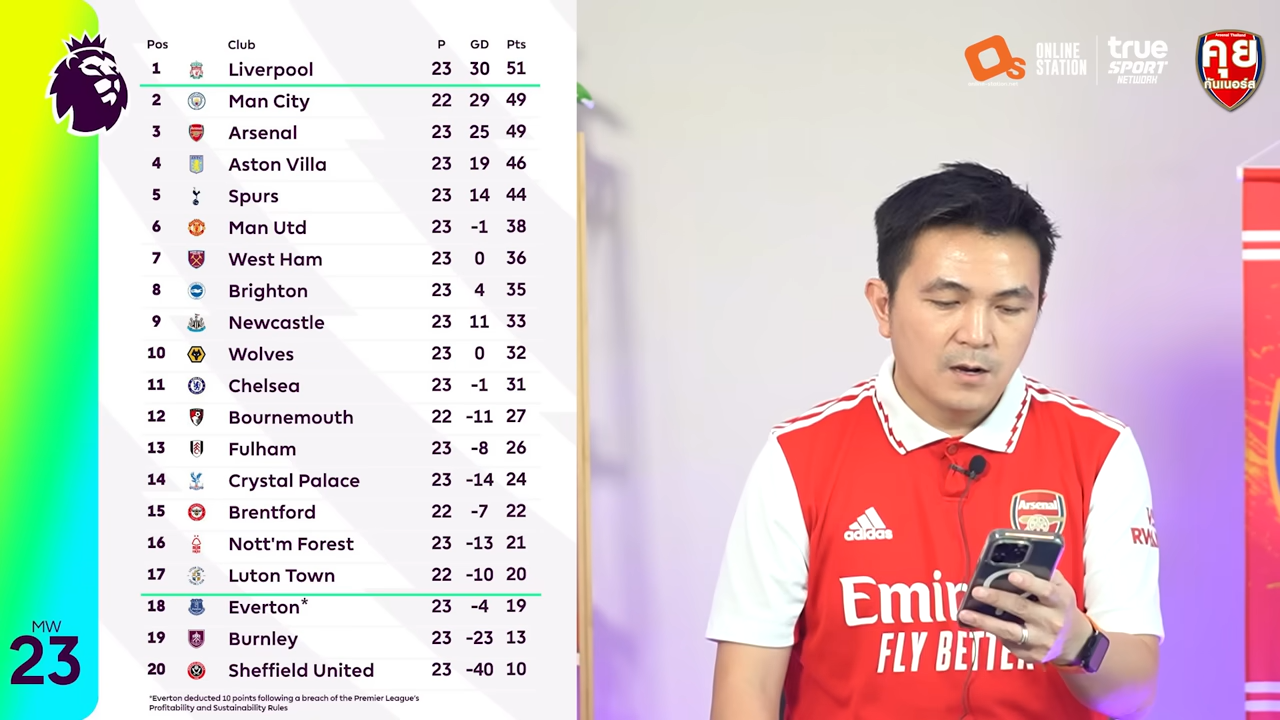 Pos Club P GD Pts
1 Liverpool 23 30 51
2 Man City 22 29 49
3 Arsenal 23 25 49
4 Aston Villa 23 19 46
5 Spurs 23 14 44
6 Man Utd 23 -1 38
7 West Ham 23 0 36
8 Brighton 23 4 35
9 Newcastle 23 11 33
10 Wolves 23 0 32
11 Chelsea 23 -1 31
12 Bournemouth 22 -11 27
13 Fulham 23 -8 26
14 Crystal Palace 23 -14 24
15 Brentford 22 -7 22
16 Nott'm Forest 23 -13 21
17 Luton Town 22 -10 20
18 Everton* 23 -4 19
19 Burnley 23 -23 13
20 Sheffield United 23 -40 10
*Everton deducted 10 points following a breach of the Premier League's
Profitability and Sustainability Rules
MW
23
Os
ONLINE
STATION
true
SPORT
NETWORK
Arsenal Thailand
คุย
กันเนอร์ส
Arsenal
adidas
FLY BETTER